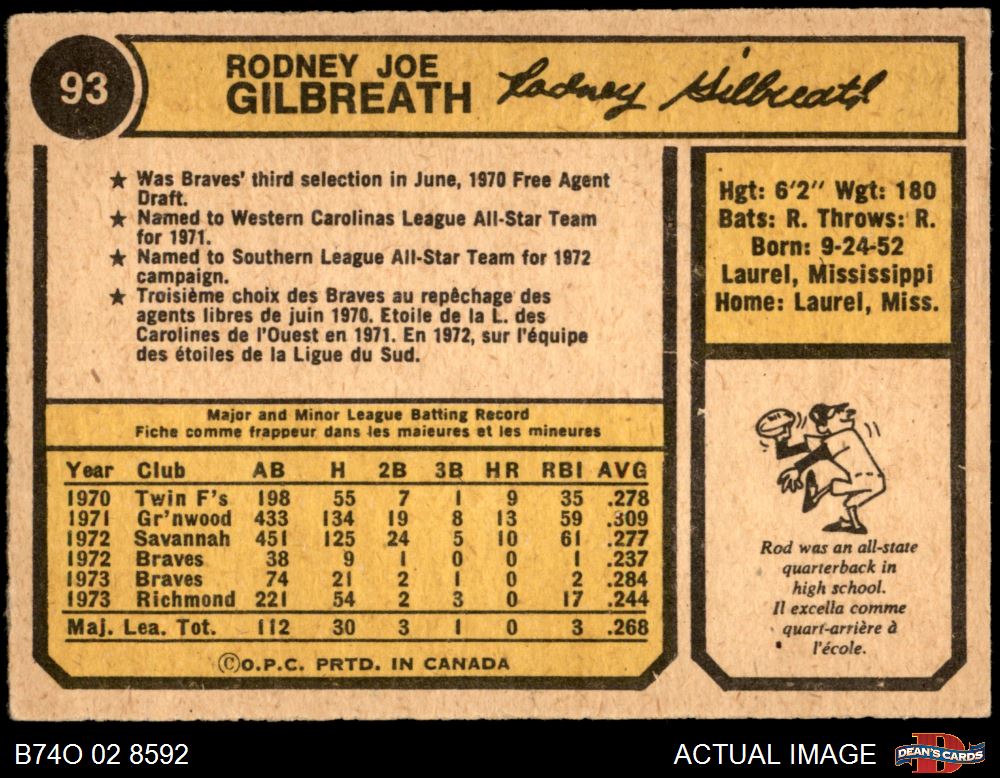 93
RODNEY JOE
GILBREATH
Rodney Gilbreath
★ Was Braves' third selection in June, 1970 Free Agent
Draft.
★ Named to Western Carolinas League All-Star Team
for 1971.
★ Named to Southern League All-Star Team for 1972
campaign.
★ Troisième choix des Braves au repêchage des
agents libres de juin 1970. Etoile de la L. des
Carolines de l'Ouest en 1971. En 1972, sur l'équipe
des étoiles de la Ligue du Sud.
Hgt: 6'2" Wgt: 180
Bats: R. Throws: R.
Born: 9-24-52
Laurel, Mississippi
Home: Laurel, Miss.
Major and Minor League Batting Record
Fiche comme frappeur dans les maieures et les mineures
Year Club AB H 2B 3B HR RBI AVG
1970 Twin F's 198 55 7 1 9 35 .278
1971 Gr'nwood 433 134 19 8 13 59 .309
1972 Savannah 451 125 24 5 10 61 .277
1972 Braves 38 9 1 0 0 1 .237
1973 Braves 74 21 2 1 0 2 .284
1973 Richmond 221 54 2 3 0 17 .244
Maj. Lea. Tot. 112 30 3 1 0 3 .268
©O.P.C. PRTD. IN CANADA
Rod was an all-state
quarterback in
high school.
Il excella comme
quart-arrière à
l'école.
B74O 02 8592
ACTUAL IMAGE
DEAN'S CARDS